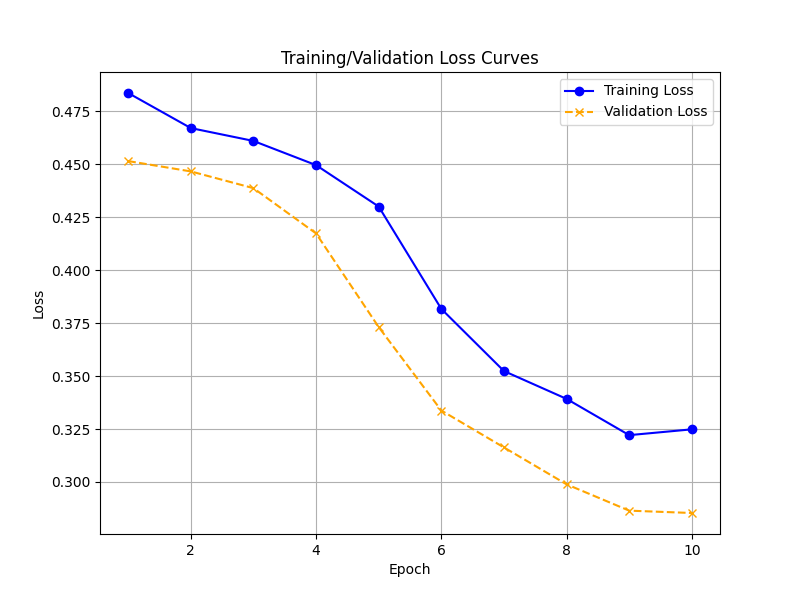 Training/Validation Loss Curves
Training Loss
Validation Loss
0.475
0.450
0.425
0.400
0.375
0.350
0.325
0.300
Loss
2 4 6 8 10
Epoch